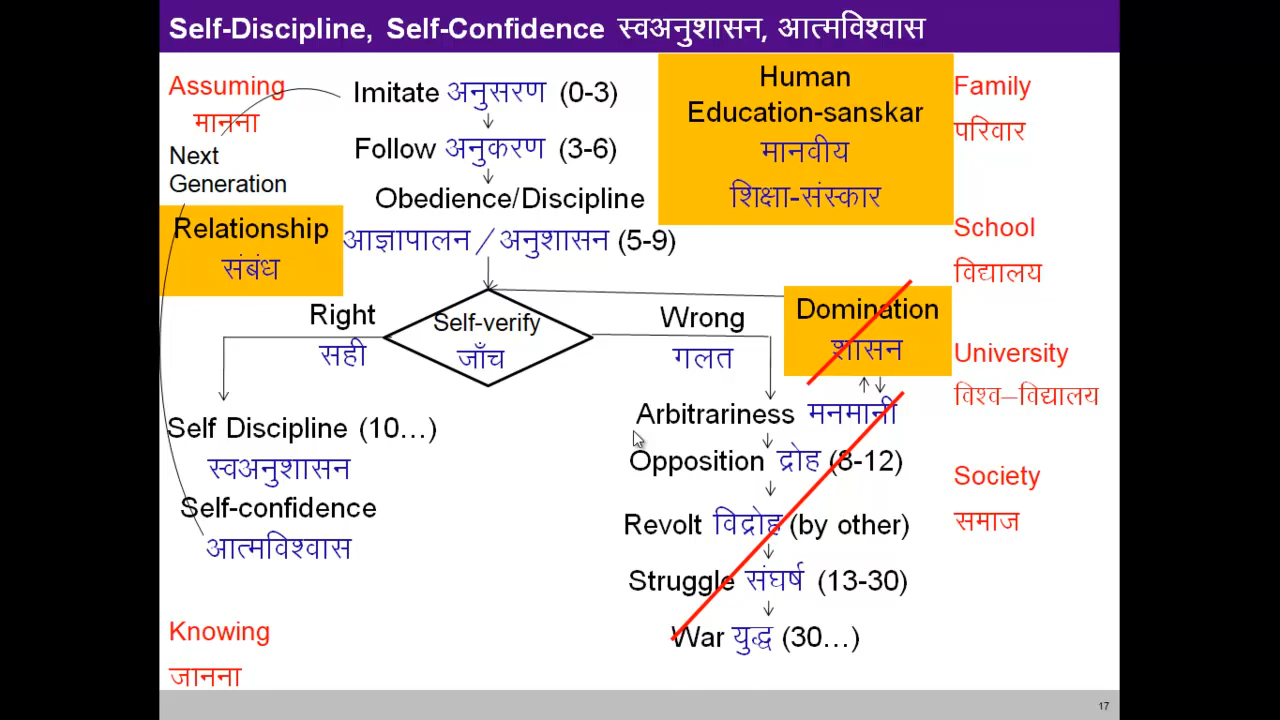 Self-Discipline, Self-Confidence स्वअनुशासन, आत्मविश्वास
Assuming
मानना
Next
Generation
Relationship
संबंध
Imitate अनुसरण (0-3)
Follow अनुकरण (3-6)
Obedience/Discipline
आज्ञापालन / अनुशासन (5-9)
Human
Education-sanskar
मानवीय
शिक्षा-संस्कार
Family
परिवार
School
विद्यालय
University
विश्व–विद्यालय
Society
समाज
Right
सही
Self-verify
जाँच
Wrong
गलत
Domination
शासन
Self Discipline (10...)
स्वअनुशासन
Self-confidence
आत्मविश्वास
Arbitrariness मनमानी
Opposition द्रोह (8-12)
Revolt विद्रोह (by other)
Struggle संघर्ष (13-30)
War युद्ध (30...)
Knowing
जानना
17